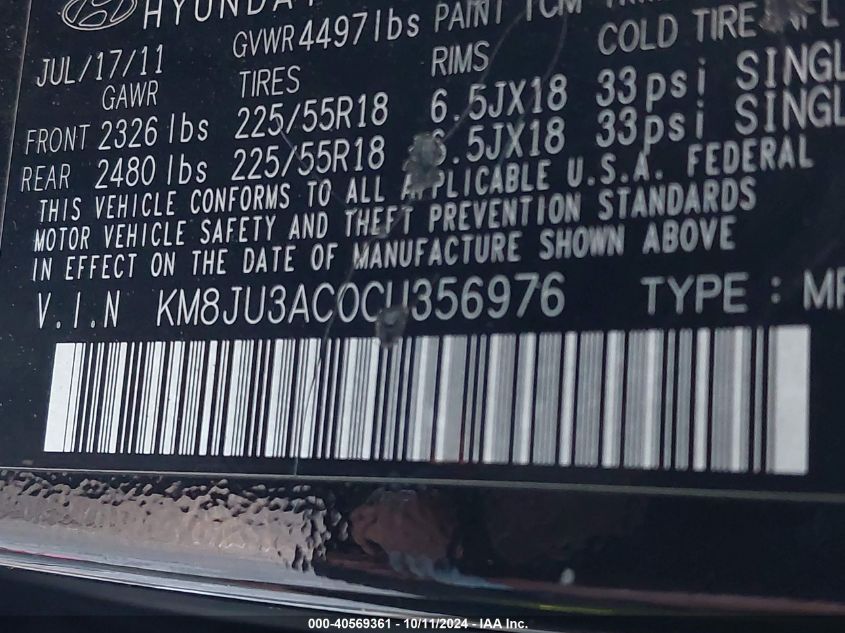 HYUNDAI
JUL/17/11 GVWR 4497lbs PAINT TCM
GAWR TIRES RIMS COLD TIRE
FRONT 2326 lbs 225/55R18 6.5JX18 33psi SINGL
REAR 2480 lbs 225/55R18 6.5JX18 33psi SINGL
THIS VEHICLE CONFORMS TO ALL APPLICABLE U.S.A. FEDERAL
MOTOR VEHICLE SAFETY AND THEFT PREVENTION STANDARDS
IN EFFECT ON THE DATE OF MANUFACTURE SHOWN ABOVE
V.I.N KM8JU3AC0CU356976 TYPE : MP
000-40569361 - 10/11/2024 - IAA Inc.